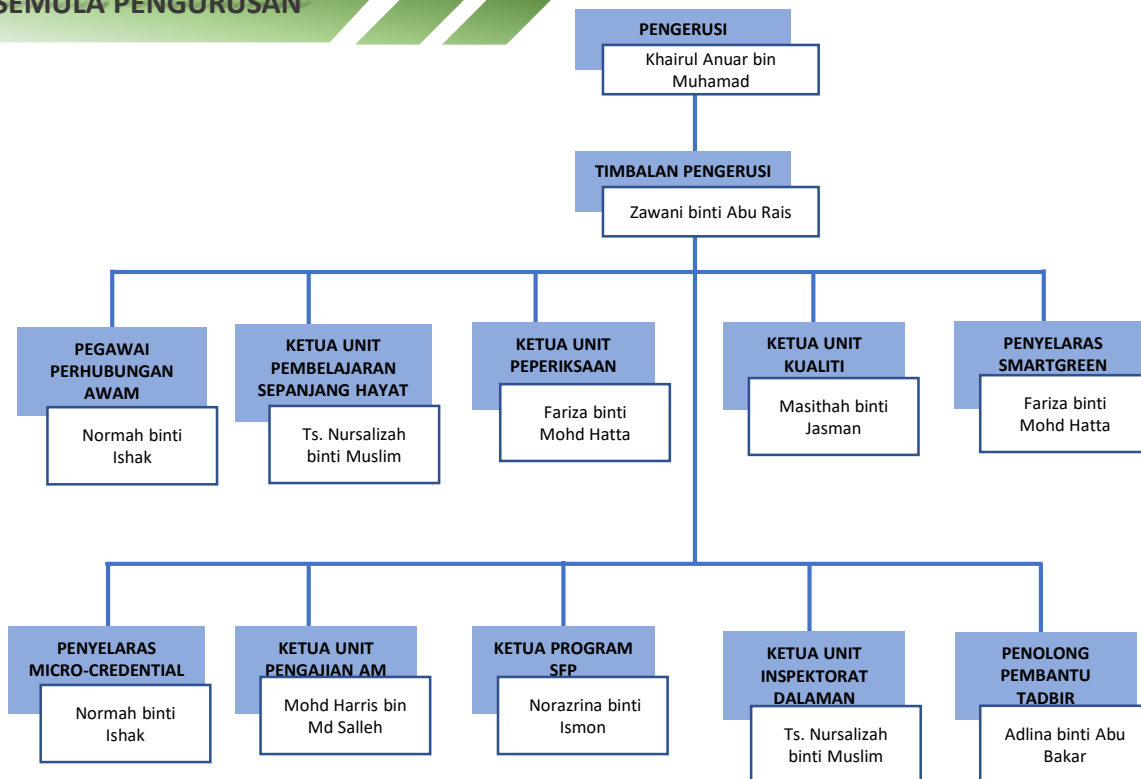 SEMULA PENGURUSAN
PENGERUSI
Khairul Anuar bin
Muhamad
TIMBALAN PENGERUSI
Zawani binti Abu Rais
PEGAWAI
PERHUBUNGAN
AWAM
Normah binti
Ishak
KETUA UNIT
PEMBELAJARAN
SEPANJANG HAYAT
Ts. Nursalizah
binti Muslim
KETUA UNIT
PEPERIKSAAN
Fariza binti
Mohd Hatta
KETUA UNIT
KUALITI
Masithah binti
Jasman
PENYELARAS
SMARTGREEN
Fariza binti
Mohd Hatta
PENYELARAS
MICRO-CREDENTIAL
Normah binti
Ishak
KETUA UNIT
PENGAJIAN AM
Mohd Harris bin
Md Salleh
KETUA PROGRAM
SFP
Norazrina binti
Ismon
KETUA UNIT
INSPEKTORAT
DALAMAN
Ts. Nursalizah
binti Muslim
PENOLONG
PEMBANTU
TADBIR
Adlina binti Abu
Bakar